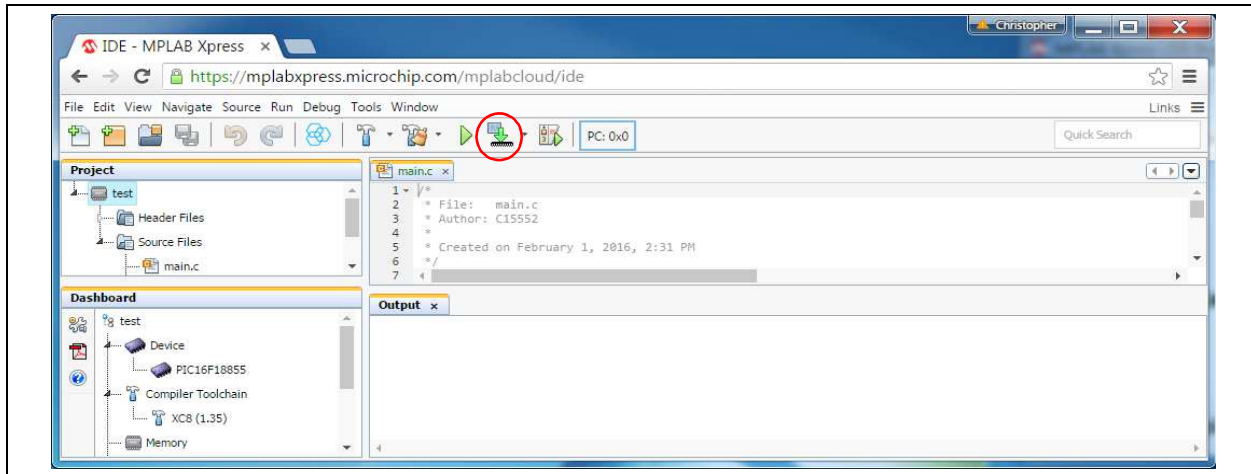 Christopher
IDE - MPLAB Xpress ×
https://mplabxpress.microchip.com/mplabcloud/ide
File Edit View Navigate Source Run Debug Tools Window
Links
PC: 0x0
Quick Search
Project
test
Header Files
Source Files
main.c
main.c ×
1 /*
2 * File: main.c
3 * Author: C15552
4 *
5 * Created on February 1, 2016, 2:31 PM
6 */
7
Dashboard
test
Device
PIC16F18855
Compiler Toolchain
XC8 (1.35)
Memory
Output ×